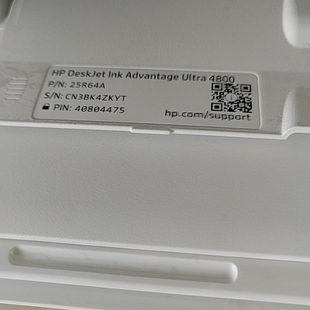 HP DeskJet Ink Advantage Ultra 4800
P/N: 25R64A
S/N: CN3BK4ZKYT
PIN: 40804475
hp.com/support